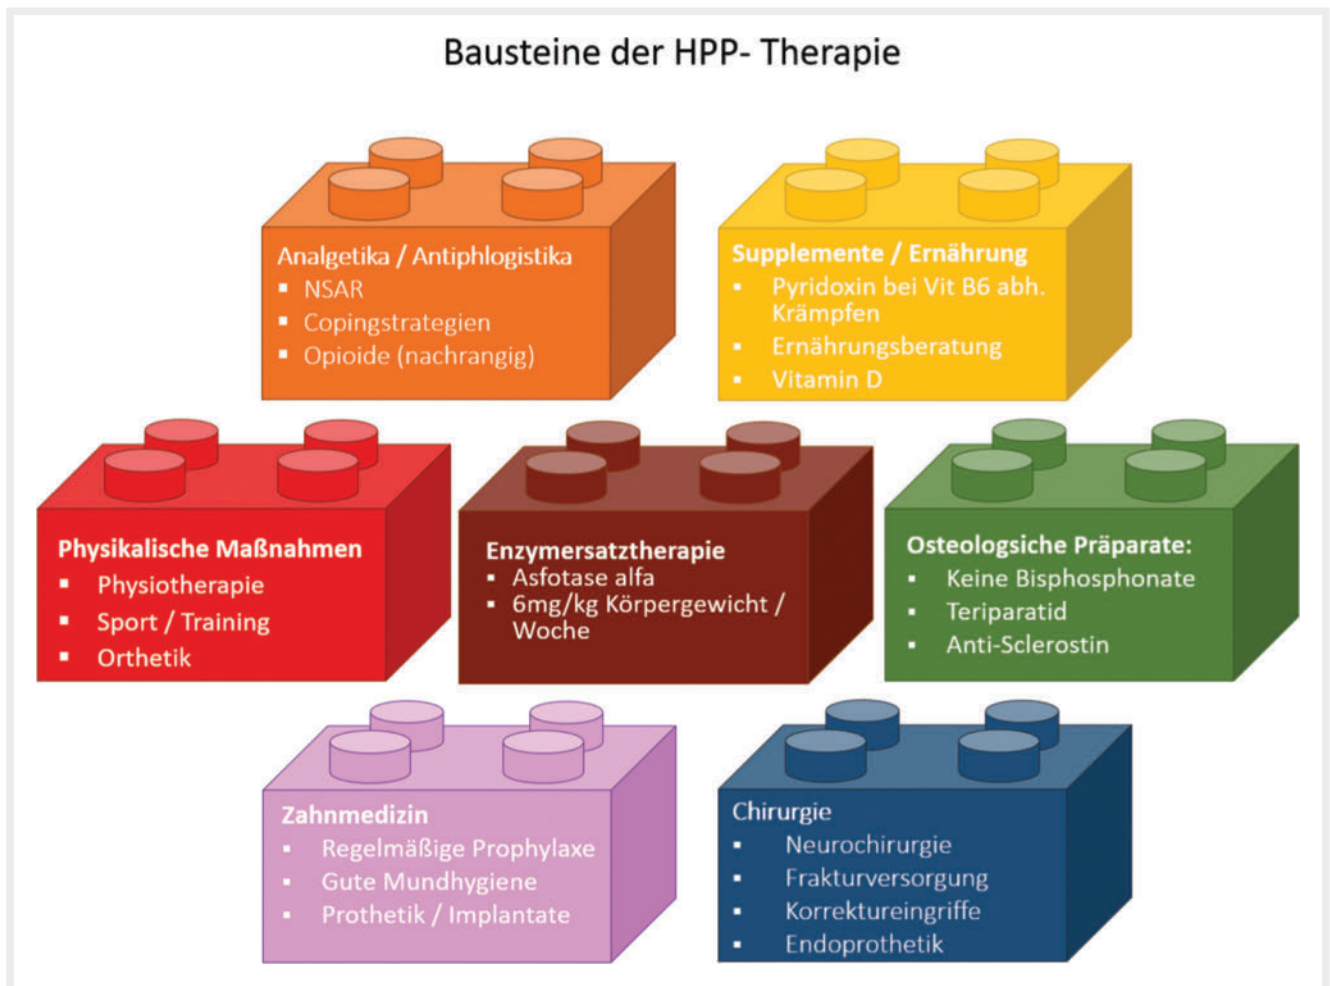 Bausteine der HPP- Therapie
Analgetika / Antiphlogistika
▪ NSAR
▪ Copingstrategien
▪ Opioide (nachrangig)
Supplemente / Ernährung
▪ Pyridoxin bei Vit B6 abh.
Krämpfen
▪ Ernährungsberatung
▪ Vitamin D
Physikalische Maßnahmen
▪ Physiotherapie
▪ Sport / Training
▪ Orthetik
Enzymersatztherapie
▪ Asfotase alfa
▪ 6mg/kg Körpergewicht /
Woche
Osteologsiche Präparate:
▪ Keine Bisphosphonate
▪ Teriparatid
▪ Anti-Sclerostin
Zahnmedizin
▪ Regelmäßige Prophylaxe
▪ Gute Mundhygiene
▪ Prothetik / Implantate
Chirurgie
▪ Neurochirurgie
▪ Frakturversorgung
▪ Korrektureingriffe
▪ Endoprothetik